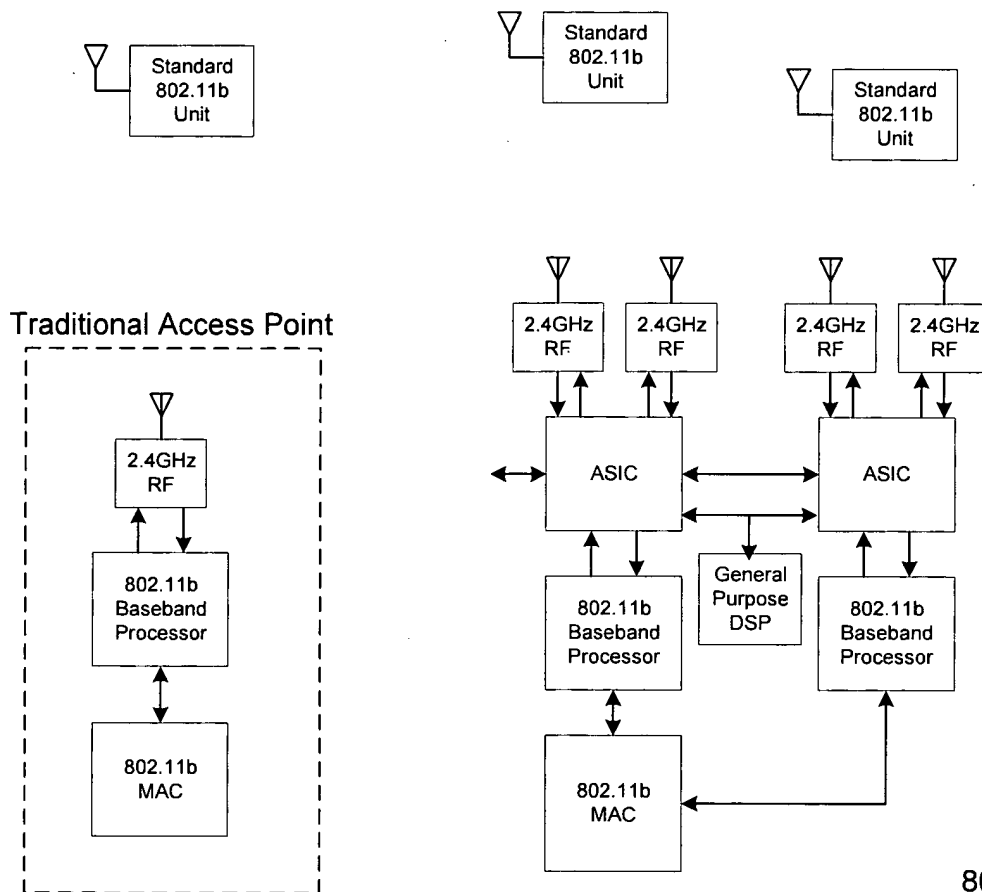 Standard
802.11b
Unit
Standard
802.11b
Unit
Standard
802.11b
Unit
Traditional Access Point
2.4GHz
RF
2.4GHz
RF
2.4GHz
RF
2.4GHz
RF
2.4GHz
RF
ASIC
ASIC
802.11b
Baseband
Processor
802.11b
Baseband
Processor
General
Purpose
DSP
802.11b
Baseband
Processor
802.11b
MAC
802.11b
MAC